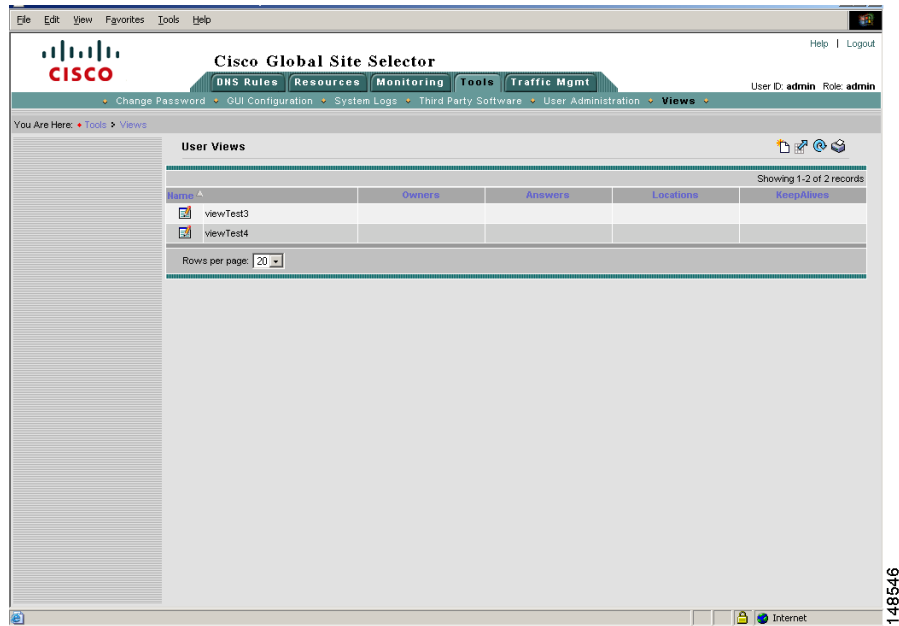 File Edit View Favorites Tools Help
Help | Logout
CISCO
Cisco Global Site Selector
DNS Rules Resources Monitoring Tools Traffic Mgmt
User ID: admin Role: admin
Change Password GUI Configuration System Logs Third Party Software User Administration Views
You Are Here: Tools Views
User Views
Showing 1-2 of 2 records
Name Owners Answers Locations KeepAlives
viewTest3
viewTest4
Rows per page: 20
Internet
148546